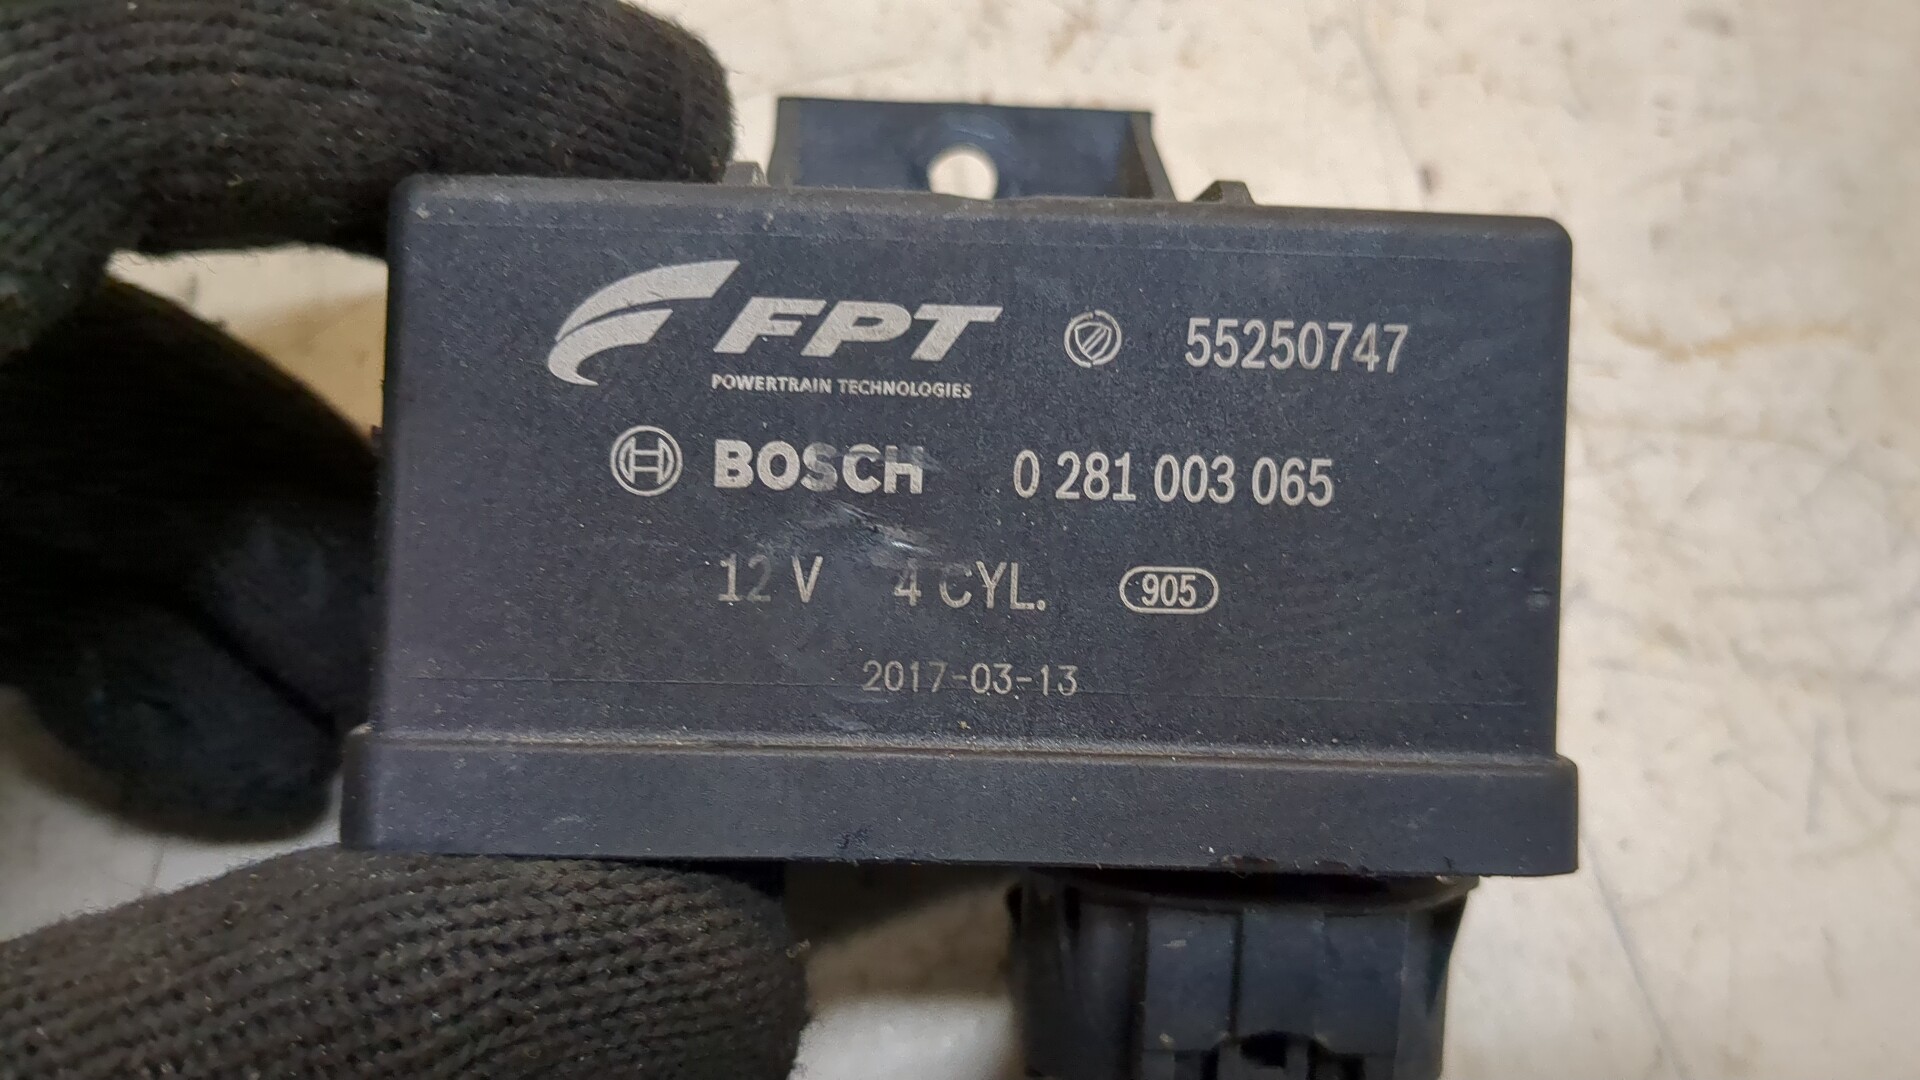 FPT 55250747
POWERTRAIN TECHNOLOGIES
BOSCH 0 281 003 065
12 V 4 CYL. 905
2017-03-13